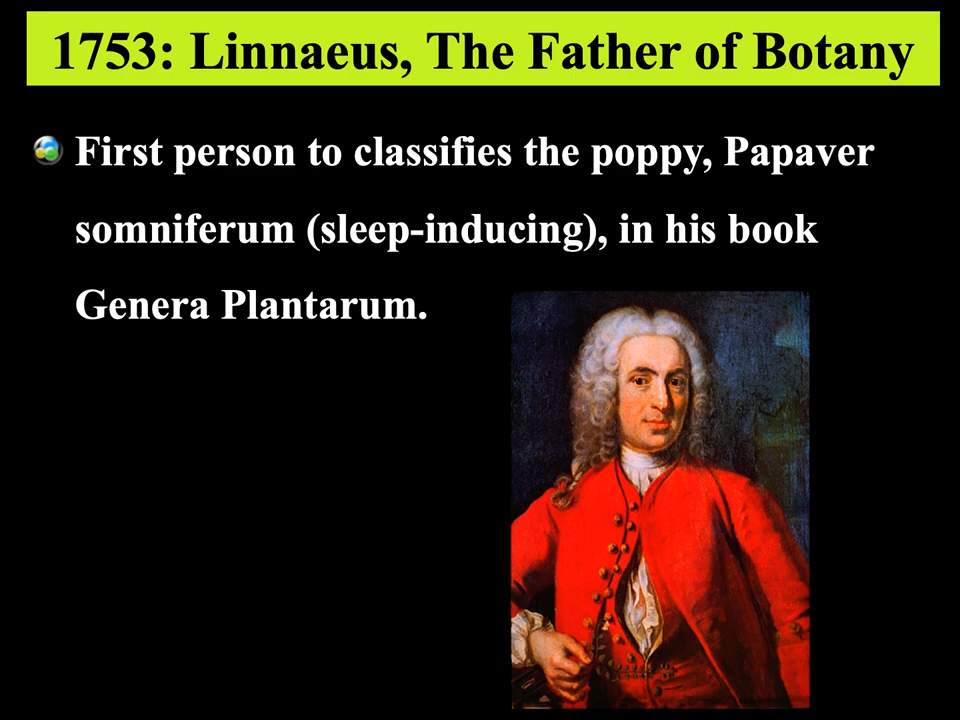 1753: Linnaeus, The Father of Botany
First person to classifies the poppy, Papaver
somniferum (sleep-inducing), in his book
Genera Plantarum.